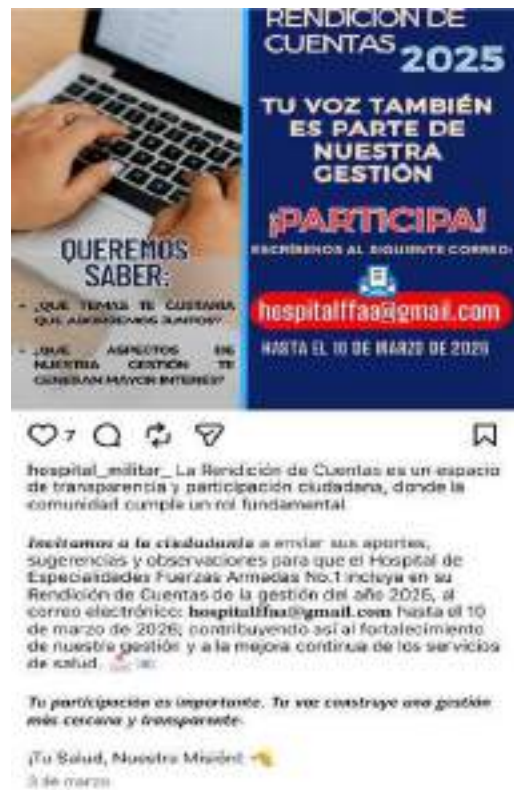 RENDICIÓN DE
CUENTAS 2025
TU VOZ TAMBIÉN
ES PARTE DE
NUESTRA
GESTIÓN
¡PARTICIPA!
ESCRÍBENOS AL SIGUIENTE CORREO:
hospitalffaa@gmail.com
HASTA EL 10 DE MARZO DE 2026
QUEREMOS
SABER:
- ¿QUÉ TEMAS TE GUSTARÍA
QUE ABORDEMOS JUNTOS?
- ¿QUÉ ASPECTOS DE
NUESTRA GESTIÓN TE
GENERAN MAYOR INTERÉS?
7
hospital_militar_ La Rendición de Cuentas es un espacio
de transparencia y participación ciudadana, donde la
comunidad cumple un rol fundamental.
Invitamos a la ciudadanía a enviar sus aportes,
sugerencias y observaciones para que el Hospital de
Especialidades Fuerzas Armadas No.1 incluya en su
Rendición de Cuentas de la gestión del año 2025, al
correo electrónico: hospitalffaa@gmail.com hasta el 10
de marzo de 2026; contribuyendo así al fortalecimiento
de nuestra gestión y a la mejora continua de los servicios
de salud.
Tu participación es importante. Tu voz construye una gestión
más cercana y transparente.
¡Tu Salud, Nuestra Misión!
3 de marzo